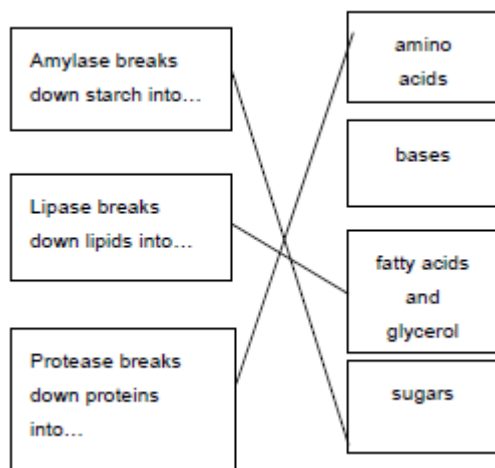 Amylase breaks
down starch into…
Lipase breaks
down lipids into…
Protease breaks
down proteins
into…
amino
acids
bases
fatty acids
and
glycerol
sugars